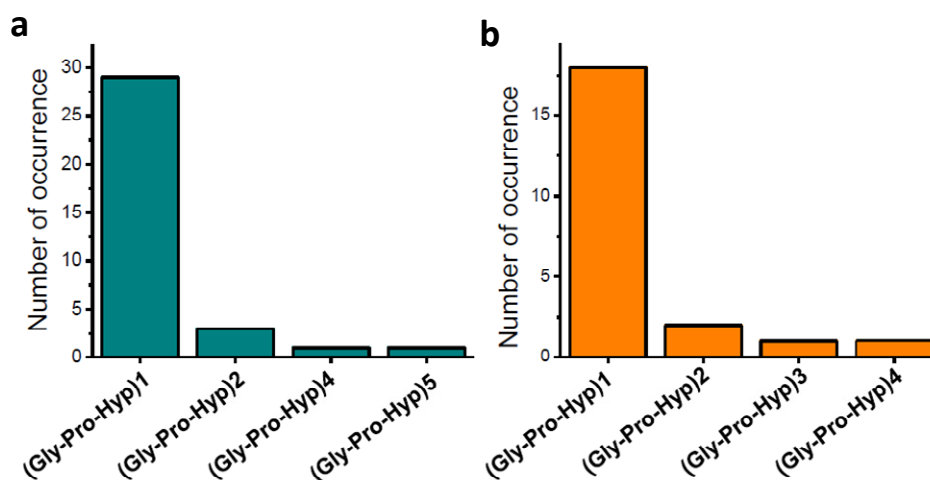 a
Number of occurrence
30
25
20
15
10
5
0
(Gly-Pro-Hyp)1
(Gly-Pro-Hyp)2
(Gly-Pro-Hyp)4
(Gly-Pro-Hyp)5
b
Number of occurrence
15
10
5
0
(Gly-Pro-Hyp)1
(Gly-Pro-Hyp)2
(Gly-Pro-Hyp)3
(Gly-Pro-Hyp)4